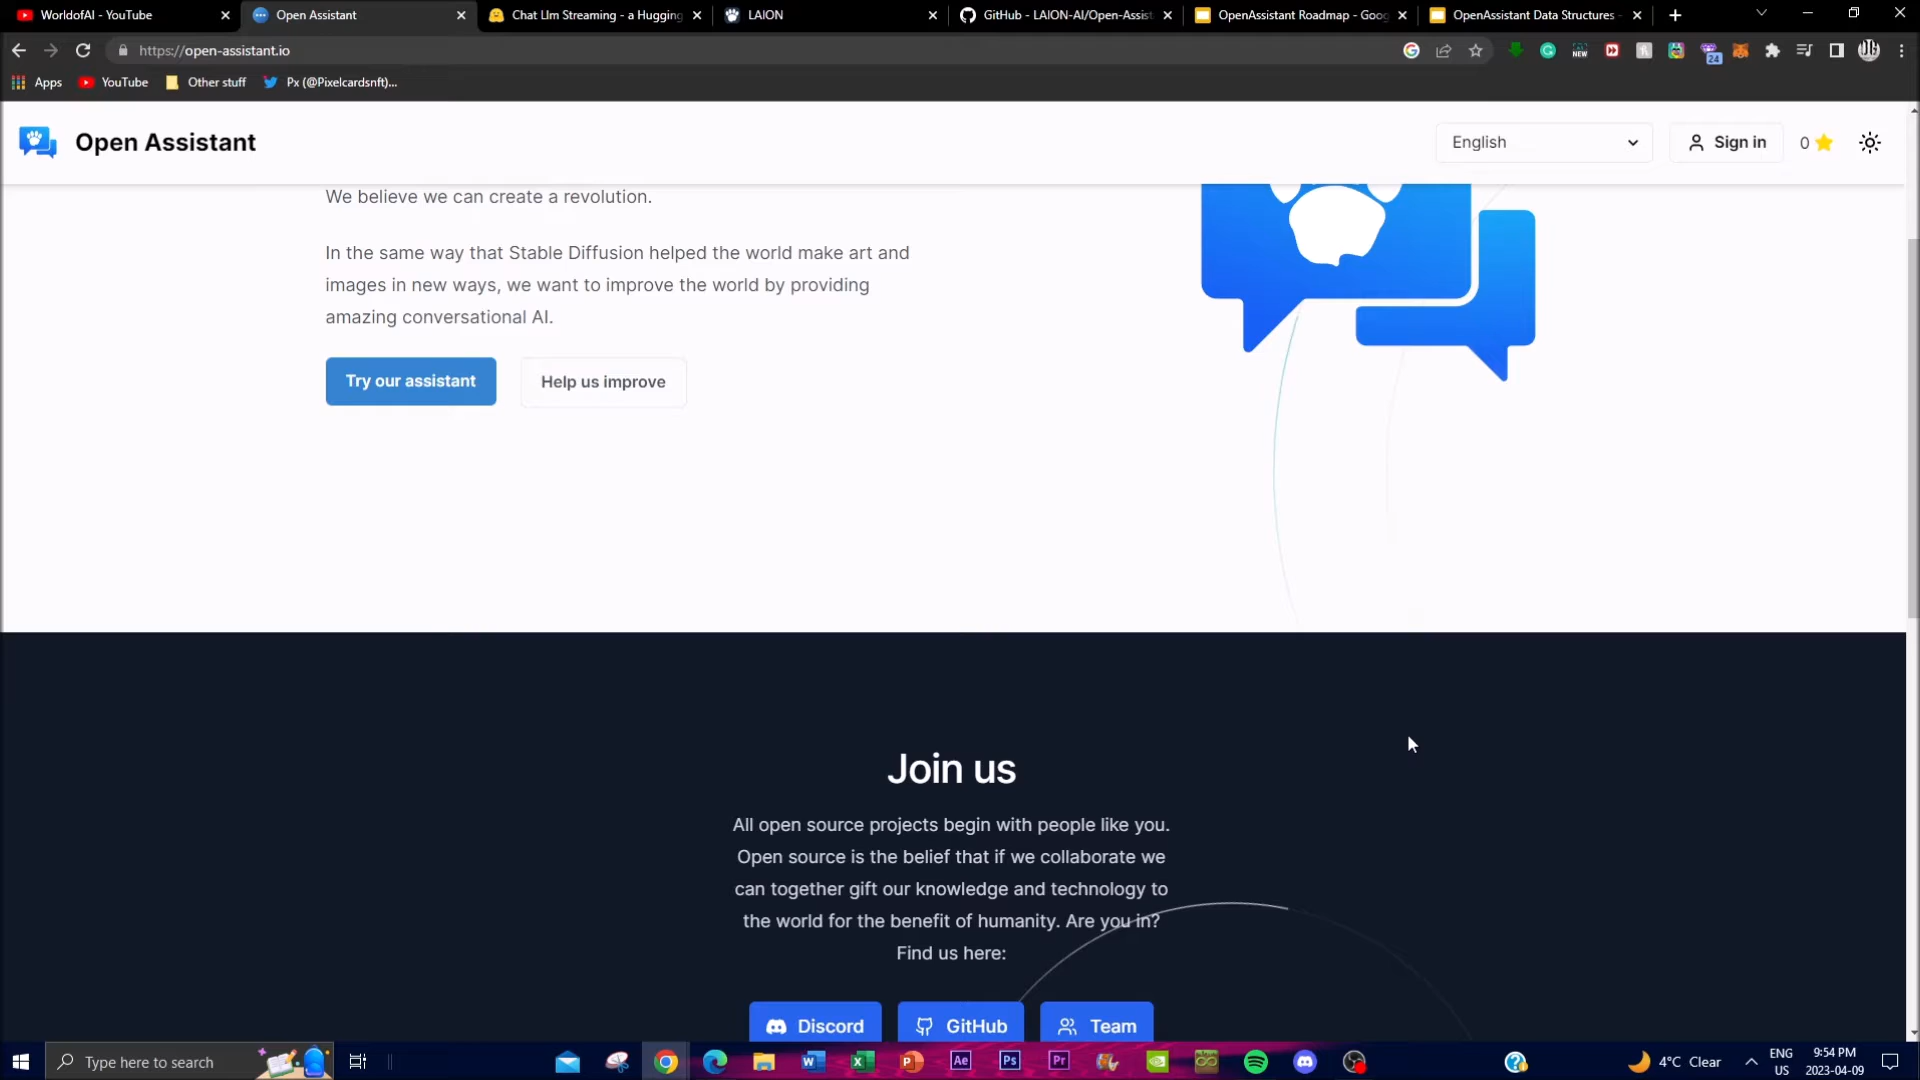 WorldofAI - YouTube
Open Assistant
Chat Llm Streaming - a Hugging
LAION
GitHub - LAION-AI/Open-Assist
OpenAssistant Roadmap - Goog
OpenAssistant Data Structures -
https://open-assistant.io
NEW
24
Apps
YouTube
Other stuff
Px (@Pixelcardsnft)...
Open Assistant
English
Sign in
0
We believe we can create a revolution.
In the same way that Stable Diffusion helped the world make art and
images in new ways, we want to improve the world by providing
amazing conversational AI.
Try our assistant
Help us improve
Join us
All open source projects begin with people like you.
Open source is the belief that if we collaborate we
can together gift our knowledge and technology to
the world for the benefit of humanity. Are you in?
Find us here:
Discord
GitHub
Team
Type here to search
Ae
Ps
Pr
4°C Clear
ENG
US
9:54 PM
2023-04-09